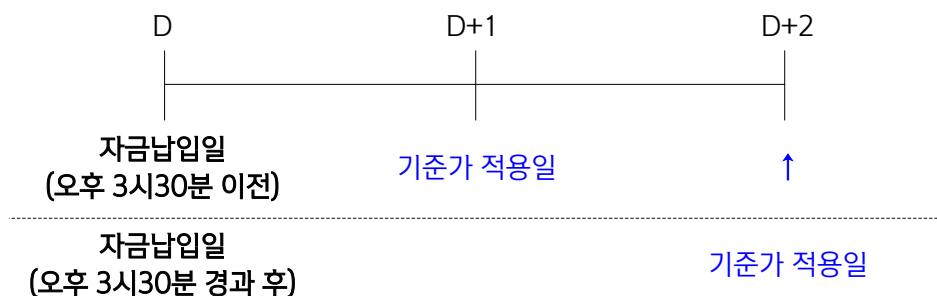 D D+1 D+2
자금납입일
(오후 3시30분 이전)
기준가 적용일
↑
자금납입일
(오후 3시30분 경과 후)
기준가 적용일